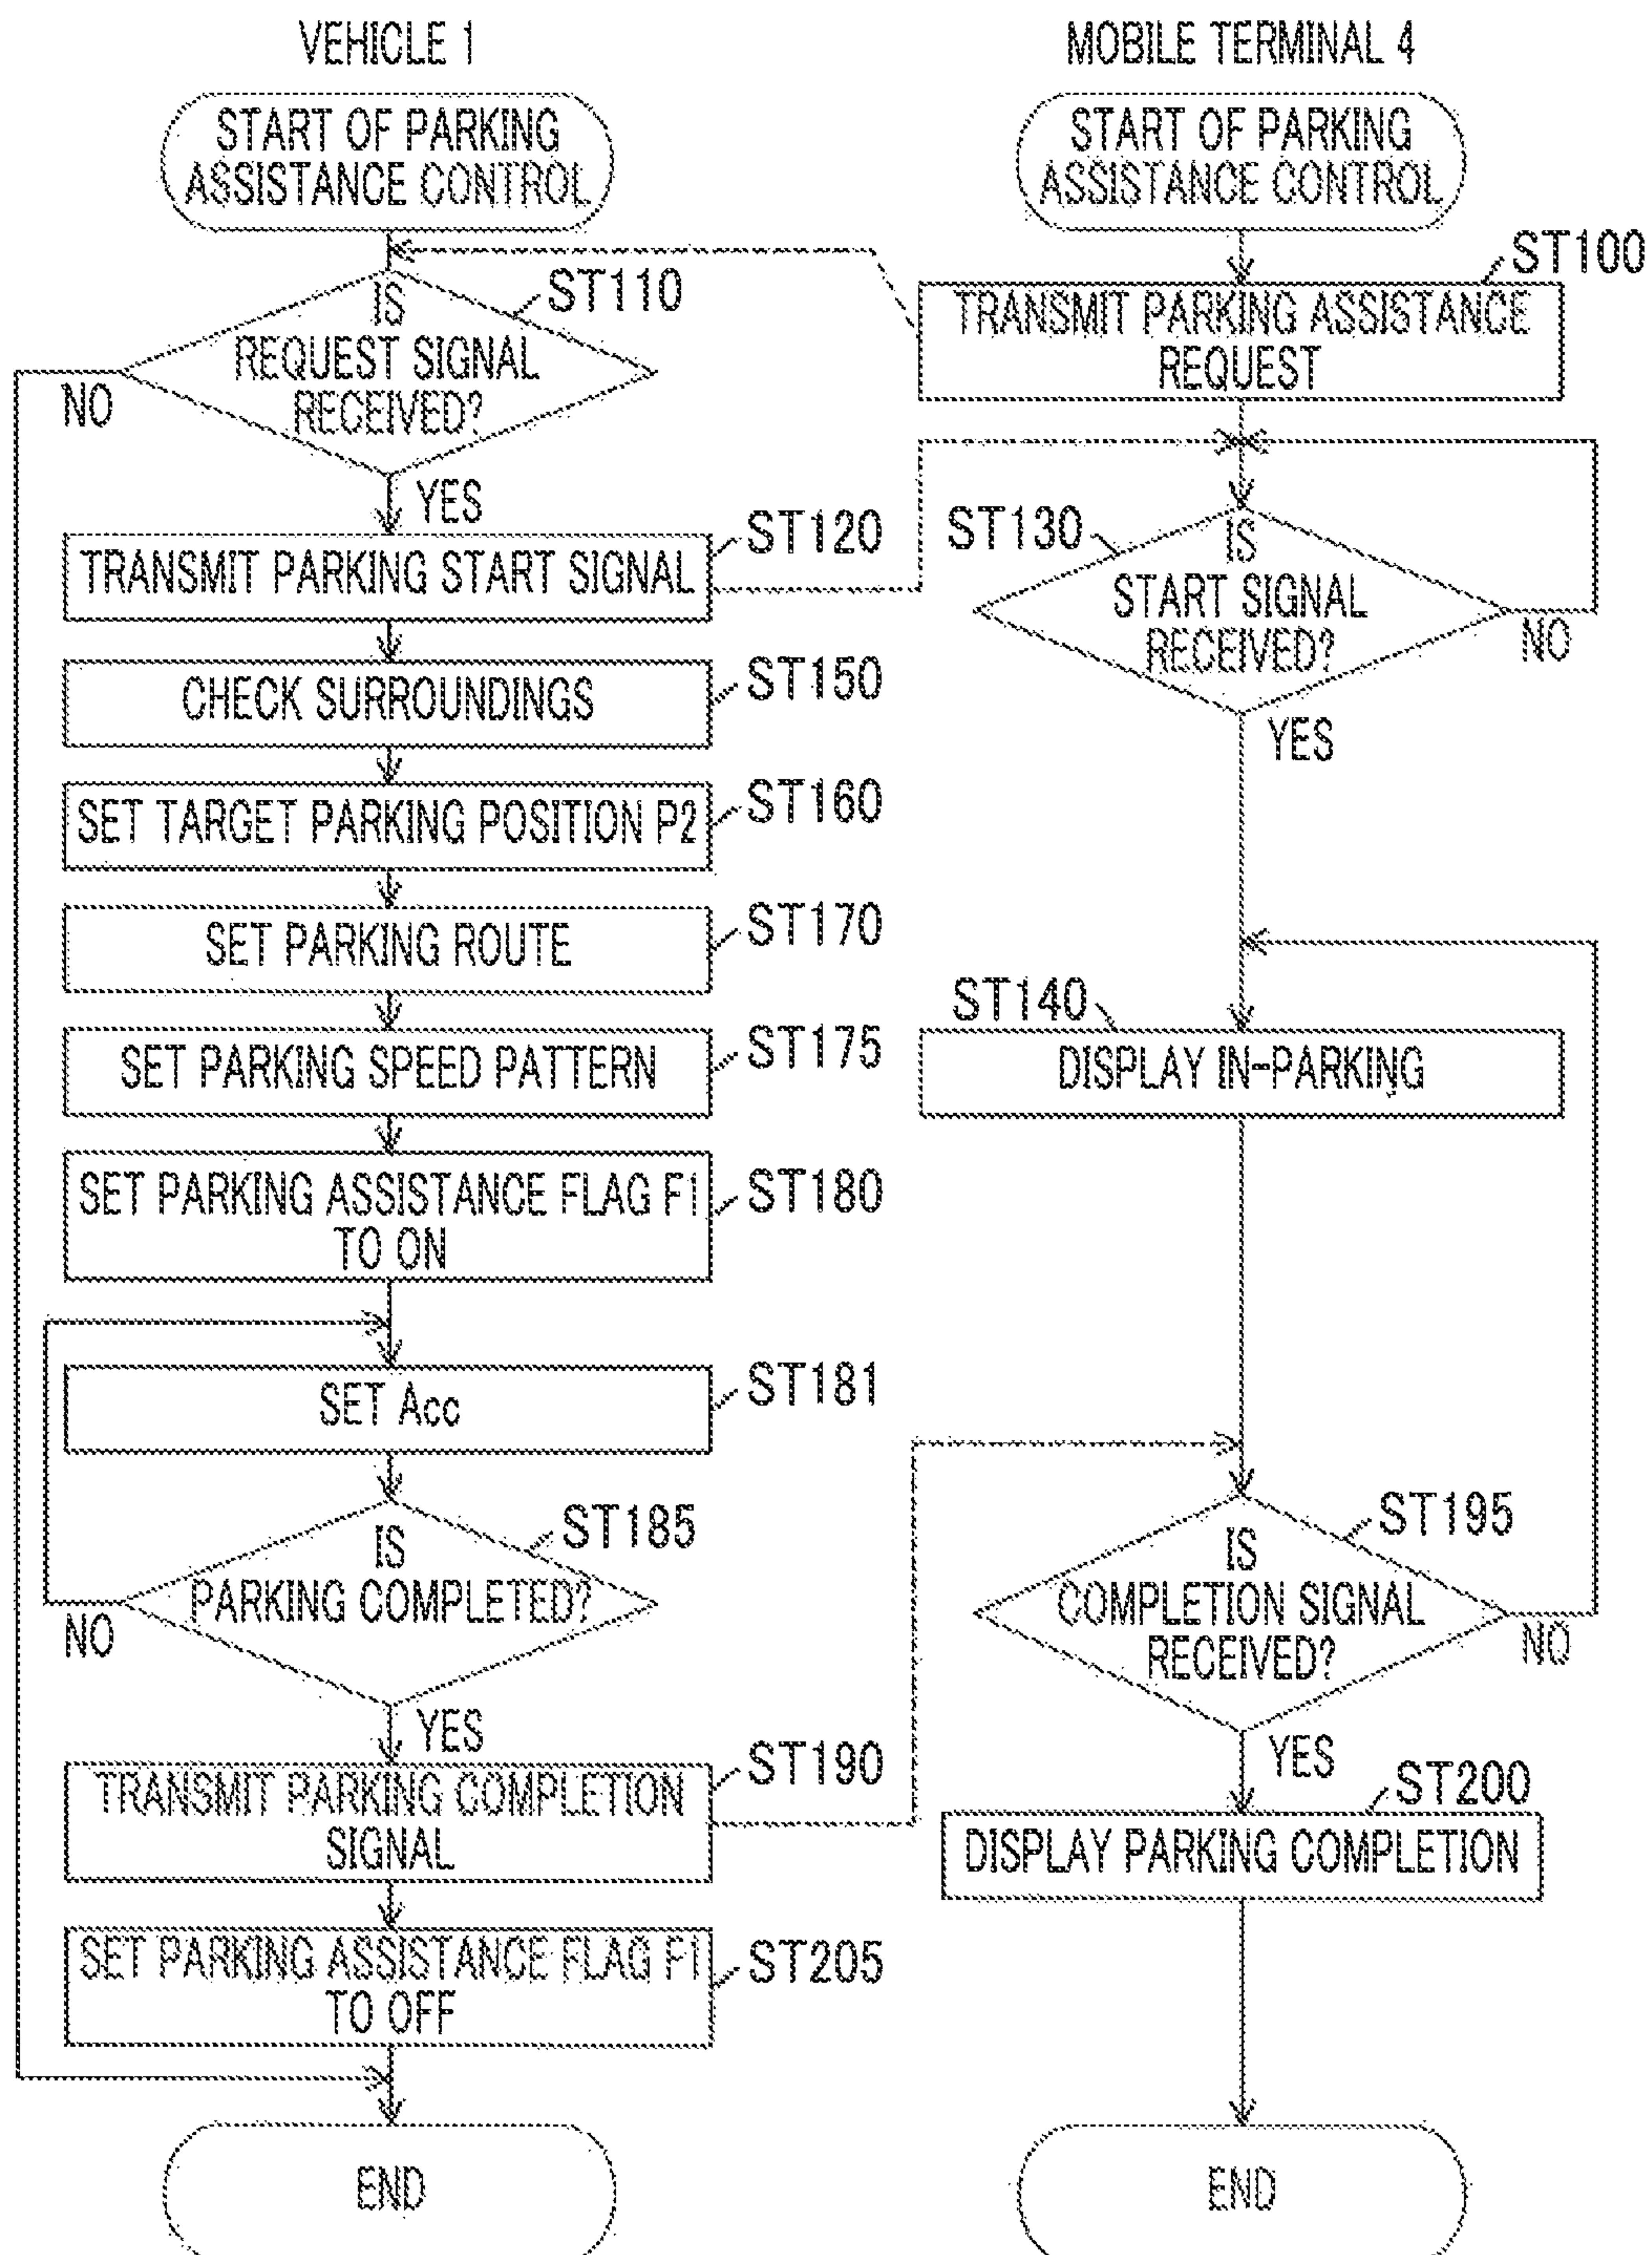 VEHICLE 1
START OF PARKING
ASSISTANCE CONTROL
ST110
IS
REQUEST SIGNAL
RECEIVED?
NO
YES
TRANSMIT PARKING START SIGNAL
ST120
CHECK SURROUNDINGS
ST150
SET TARGET PARKING POSITION P2
ST160
SET PARKING ROUTE
ST170
SET PARKING SPEED PATTERN
ST175
SET PARKING ASSISTANCE FLAG F1
TO ON
ST180
SET Acc
ST181
ST185
IS
PARKING COMPLETED?
NO
YES
TRANSMIT PARKING COMPLETION
SIGNAL
ST190
SET PARKING ASSISTANCE FLAG F1
TO OFF
ST205
END
MOBILE TERMINAL 4
START OF PARKING
ASSISTANCE CONTROL
ST100
TRANSMIT PARKING ASSISTANCE
REQUEST
ST130
IS
START SIGNAL
RECEIVED?
NO
YES
ST140
DISPLAY IN-PARKING
ST195
IS
COMPLETION SIGNAL
RECEIVED?
NO
YES
ST200
DISPLAY PARKING COMPLETION
END